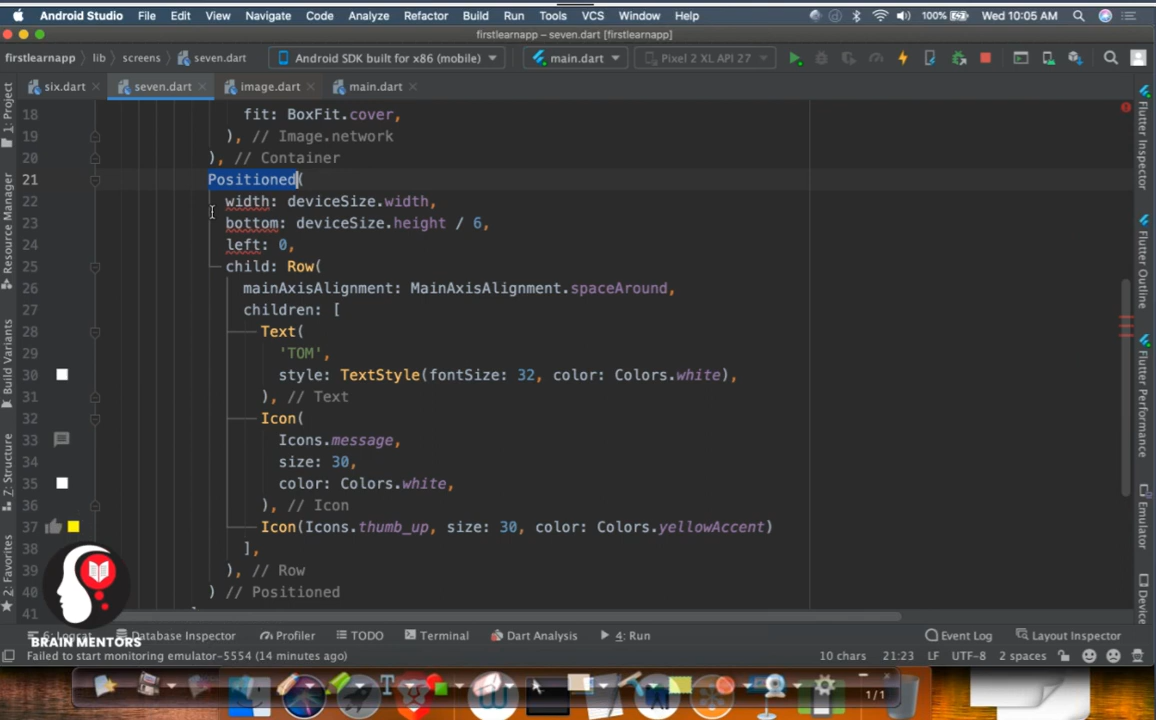 Android Studio File Edit View Navigate Code Analyze Refactor Build Run Tools VCS Window Help 100% Wed 10:05 AM
firstlearnapp – seven.dart [firstlearnapp]
firstlearnapp lib screens seven.dart Android SDK built for x86 (mobile) main.dart Pixel 2 XL API 27
six.dart seven.dart image.dart main.dart
1: Project
Resource Manager
Build Variants
7: Structure
2: Favorites
18 fit: BoxFit.cover,
19 ), // Image.network
20 ), // Container
21 Positioned(
22 width: deviceSize.width,
23 bottom: deviceSize.height / 6,
24 left: 0,
25 child: Row(
26 mainAxisAlignment: MainAxisAlignment.spaceAround,
27 children: [
28 Text(
29 'TOM',
30 style: TextStyle(fontSize: 32, color: Colors.white),
31 ), // Text
32 Icon(
33 Icons.message,
34 size: 30,
35 color: Colors.white,
36 ), // Icon
37 Icon(Icons.thumb_up, size: 30, color: Colors.yellowAccent)
38 ],
39 ), // Row
40 ) // Positioned
41
Flutter Inspector
Flutter Outline
Flutter Performance
Emulator
Device
BRAIN MENTORS
6: Logcat Database Inspector Profiler TODO Terminal Dart Analysis 4: Run Event Log Layout Inspector
Failed to start monitoring emulator-5554 (14 minutes ago) 10 chars 21:23 LF UTF-8 2 spaces
1/1